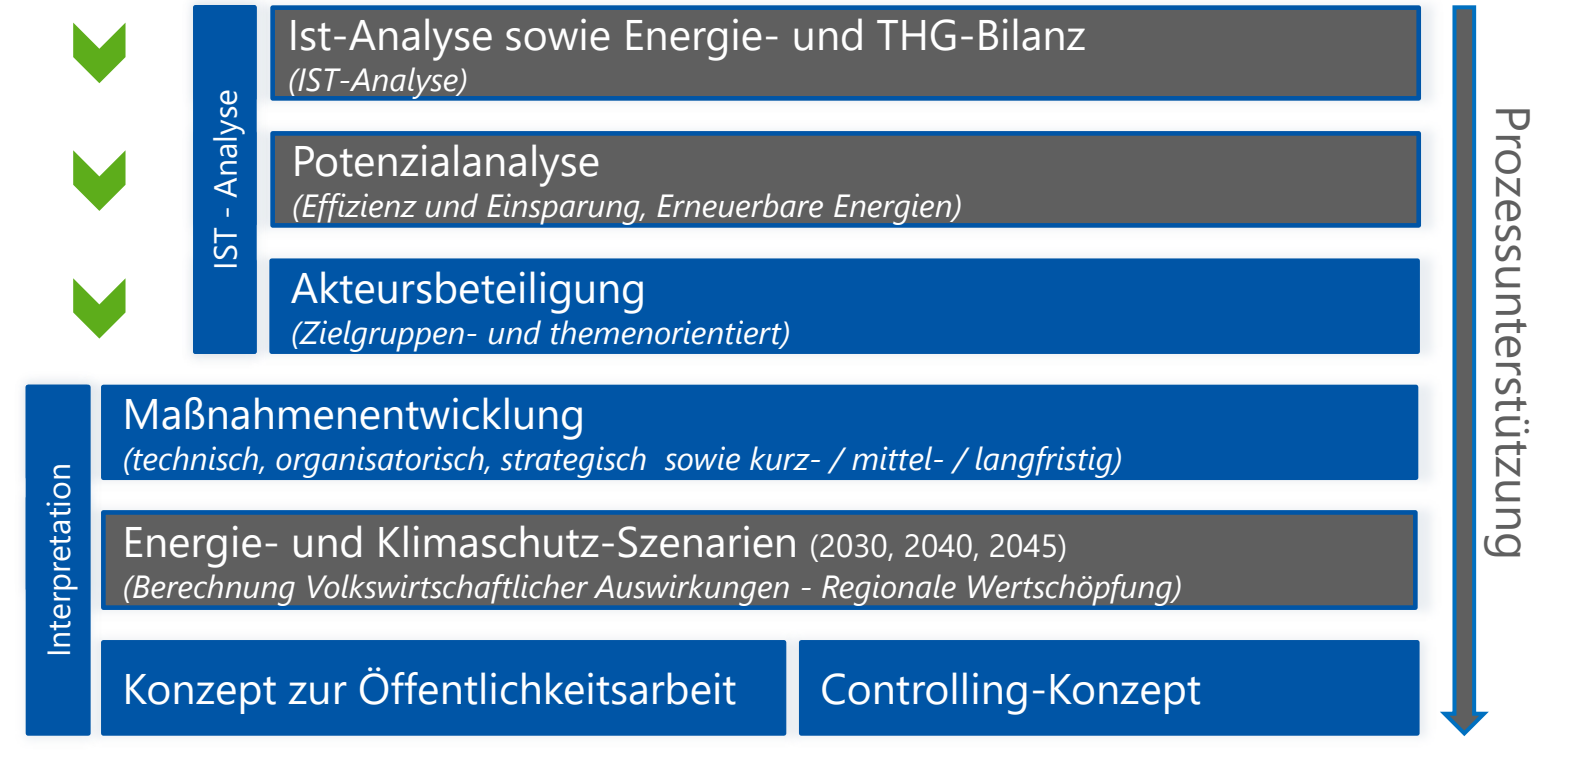 IST - Analyse
Ist-Analyse sowie Energie- und THG-Bilanz
(IST-Analyse)
Potenzialanalyse
(Effizienz und Einsparung, Erneuerbare Energien)
Akteursbeteiligung
(Zielgruppen- und themenorientiert)
Interpretation
Maßnahmenentwicklung
(technisch, organisatorisch, strategisch  sowie kurz- / mittel- / langfristig)
Energie- und Klimaschutz-Szenarien (2030, 2040, 2045)
(Berechnung Volkswirtschaftlicher Auswirkungen - Regionale Wertschöpfung)
Konzept zur Öffentlichkeitsarbeit
Controlling-Konzept
Prozessunterstützung